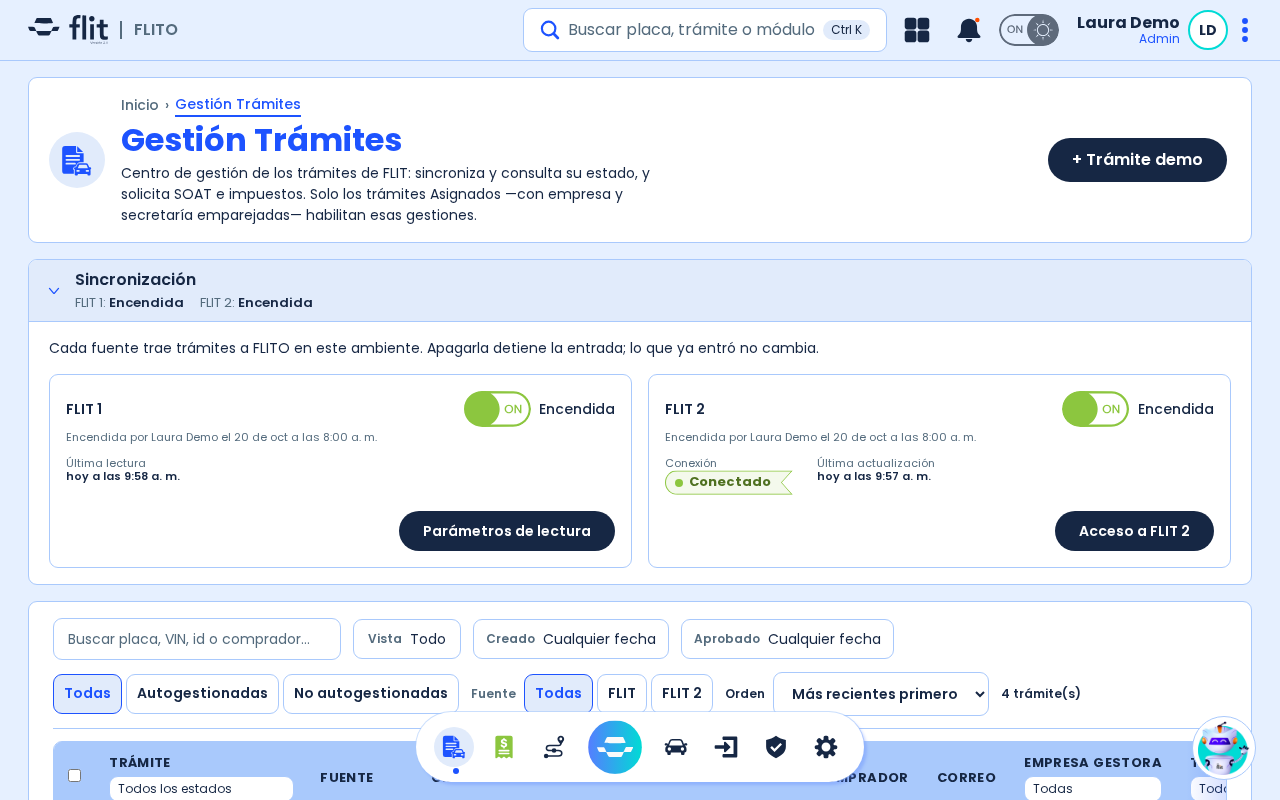 flit | FLITO
Buscar placa, trámite o módulo Ctrl K
ON
Laura Demo
Admin
LD
Inicio › Gestión Trámites
Gestión Trámites
Centro de gestión de los trámites de FLIT: sincroniza y consulta su estado, y
solicita SOAT e impuestos. Solo los trámites Asignados —con empresa y
secretaría emparejadas— habilitan esas gestiones.
+ Trámite demo
Sincronización
FLIT 1: Encendida FLIT 2: Encendida
Cada fuente trae trámites a FLITO en este ambiente. Apagarla detiene la entrada; lo que ya entró no cambia.
FLIT 1 ON Encendida
Encendida por Laura Demo el 20 de oct a las 8:00 a. m.
Última lectura
hoy a las 9:58 a. m.
Parámetros de lectura
FLIT 2 ON Encendida
Encendida por Laura Demo el 20 de oct a las 8:00 a. m.
Conexión Última actualización
Conectado hoy a las 9:57 a. m.
Acceso a FLIT 2
Buscar placa, VIN, id o comprador... Vista Todo Creado Cualquier fecha Aprobado Cualquier fecha
Todas Autogestionadas No autogestionadas Fuente Todas FLIT FLIT 2 Orden Más recientes primero 4 trámite(s)
TRÁMITE FUENTE CORREO EMPRESA GESTORA
Todos los estados Todas